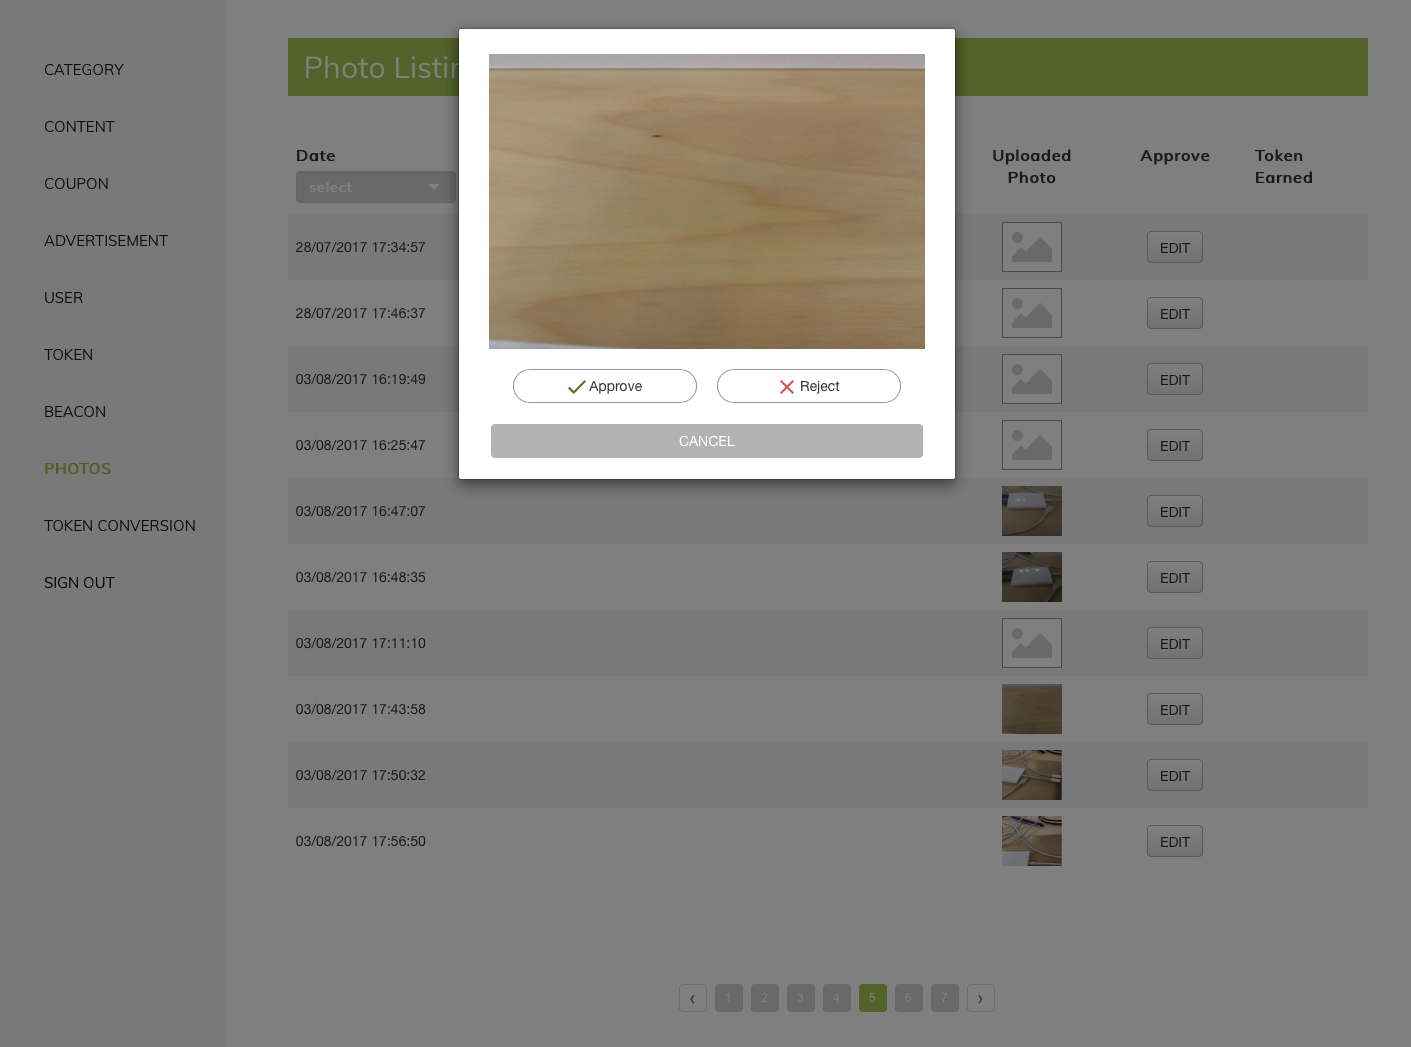 CATEGORY
CONTENT
COUPON
ADVERTISEMENT
USER
TOKEN
BEACON
PHOTOS
TOKEN CONVERSION
SIGN OUT
Photo Listin
Date
select
Uploaded
Photo
Approve
Token
Earned
28/07/2017 17:34:57 EDIT
28/07/2017 17:46:37 EDIT
03/08/2017 16:19:49 EDIT
03/08/2017 16:25:47 EDIT
03/08/2017 16:47:07 EDIT
03/08/2017 16:48:35 EDIT
03/08/2017 17:11:10 EDIT
03/08/2017 17:43:58 EDIT
03/08/2017 17:50:32 EDIT
03/08/2017 17:56:50 EDIT
Approve Reject
CANCEL
‹ 1 2 3 4 5 6 7 ›